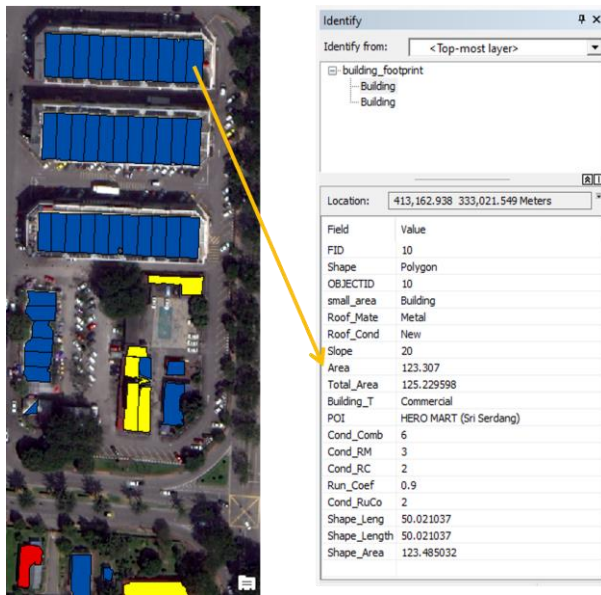 Identify
Identify from: <Top-most layer>
building_footprint
Building
Building
Location: 413,162.938 333,021.549 Meters
Field Value
FID 10
Shape Polygon
OBJECTID 10
small_area Building
Roof_Mate Metal
Roof_Cond New
Slope 20
Area 123.307
Total_Area 125.229598
Building_T Commercial
POI HERO MART (Sri Serdang)
Cond_Comb 6
Cond_RM 3
Cond_RC 2
Run_Coef 0.9
Cond_RuCo 2
Shape_Leng 50.021037
Shape_Length 50.021037
Shape_Area 123.485032